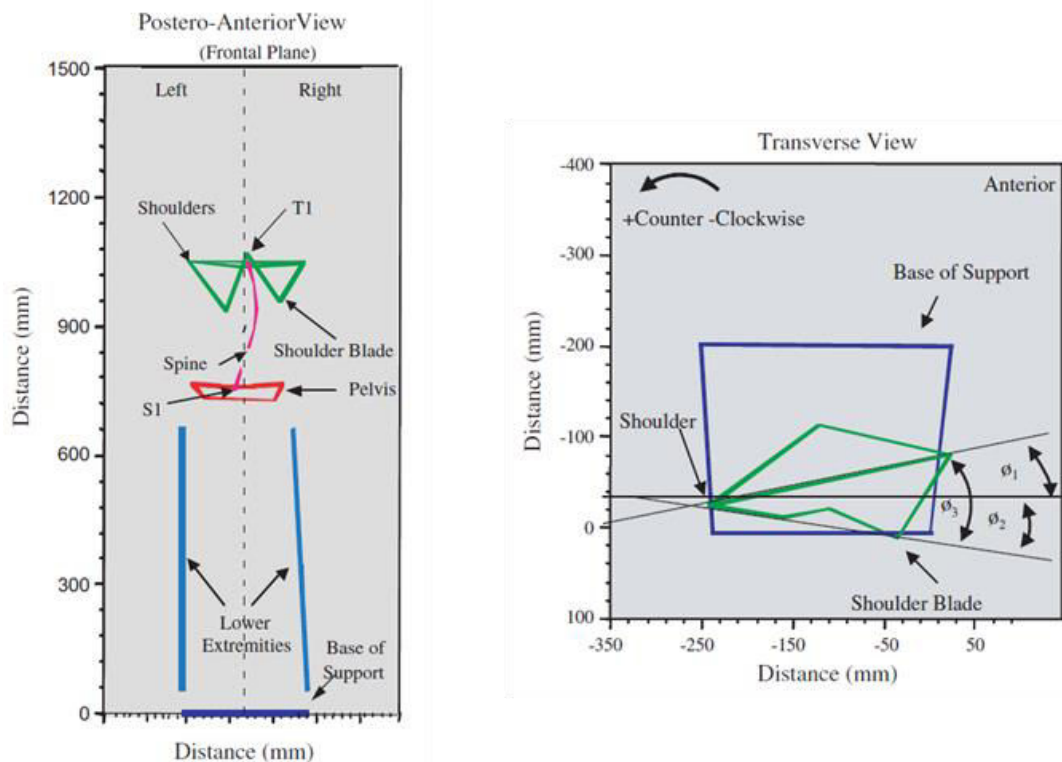 Postero-AnteriorView
(Frontal Plane)
1500
1200
900
600
300
0
Distance (mm)
Left
Right
Shoulders
T1
Shoulder Blade
Spine
Pelvis
S1
Lower
Extremities
Base of
Support
Distance (mm)
Transverse View
-400
-300
-200
-100
0
100
Distance (mm)
Anterior
+Counter -Clockwise
Base of Support
Shoulder
ø1
ø3
ø2
Shoulder Blade
-350
-250
-150
-50
50
Distance (mm)